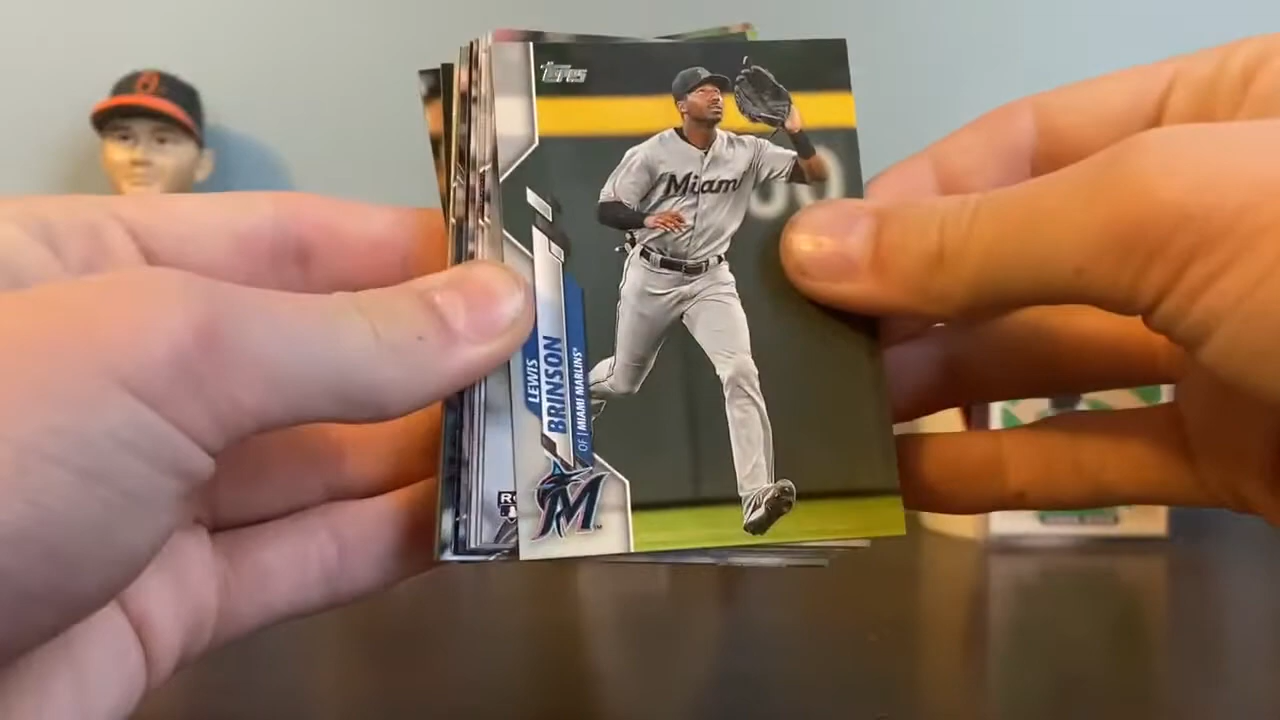 Topps
Miami
LEWIS
BRINSON
OF | MIAMI MARLINS
M